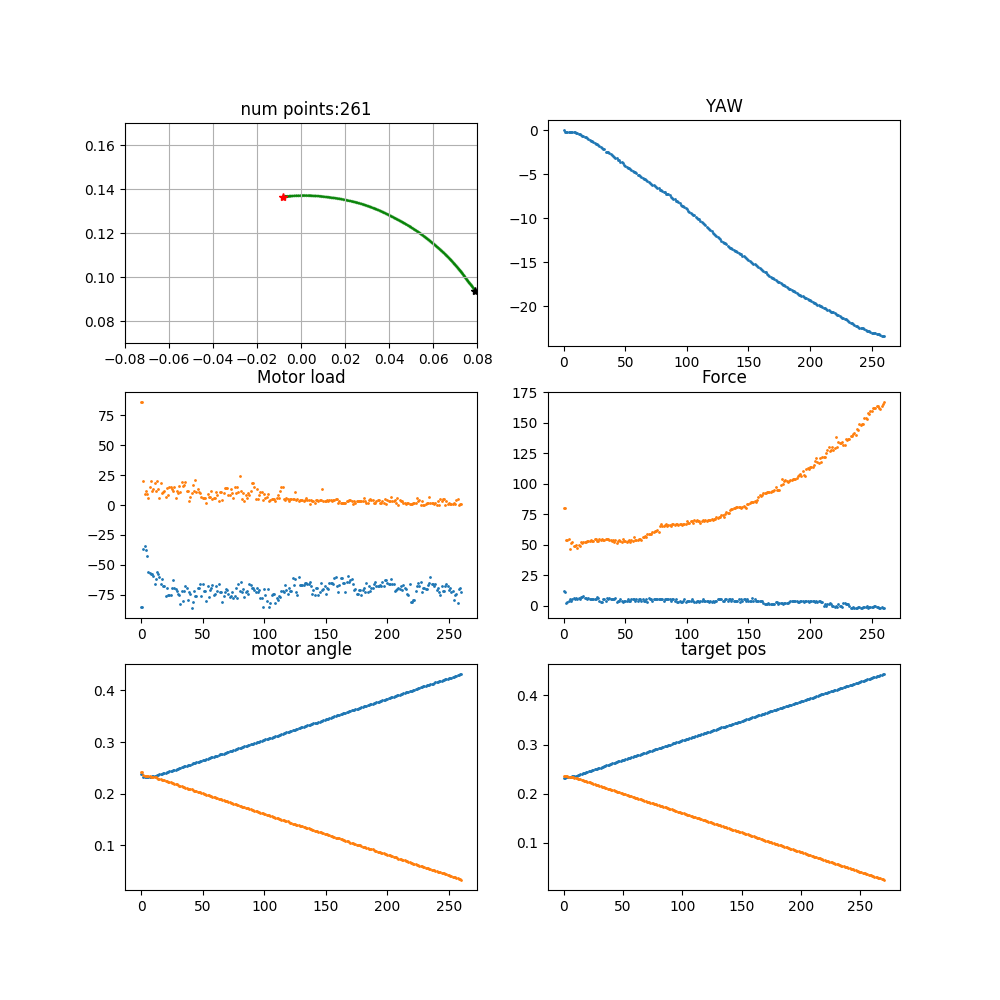 num points:261
YAW
0.16
0.14
0.12
0.10
0.08
−0.08 −0.06 −0.04 −0.02 0.00 0.02 0.04 0.06 0.08
0
−5
−10
−15
−20
0 50 100 150 200 250
Motor load
Force
75
50
25
0
−25
−50
−75
0 50 100 150 200 250
175
150
125
100
75
50
25
0
0 50 100 150 200 250
motor angle
target pos
0.4
0.3
0.2
0.1
0 50 100 150 200 250
0.4
0.3
0.2
0.1
0 50 100 150 200 250